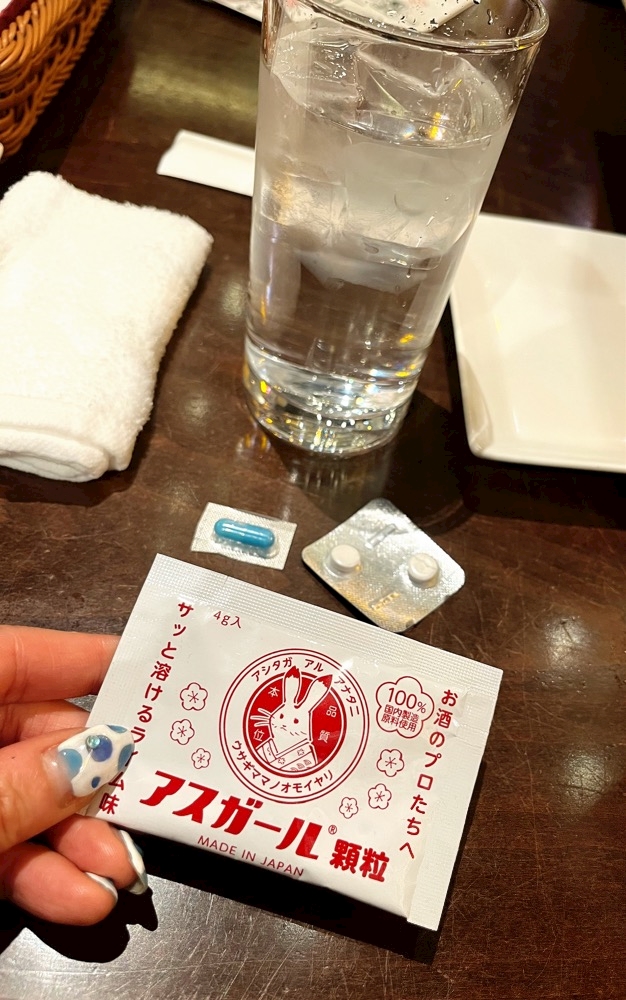 4g入
サッと溶けるライム味
アシタガ アル アナタニ
本
品
位
質
ウサギママノオモイヤリ
100%
国内製造
原料使用
お酒のプロたちへ
アスガール®
顆粒
MADE IN JAPAN